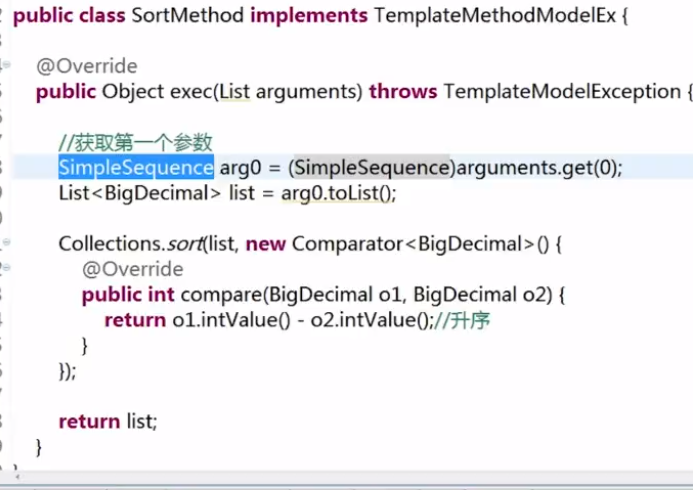 public class SortMethod implements TemplateMethodModelEx {
@Override
public Object exec(List arguments) throws TemplateModelException {
//获取第一个参数
SimpleSequence arg0 = (SimpleSequence)arguments.get(0);
List<BigDecimal> list = arg0.toList();
Collections.sort(list, new Comparator<BigDecimal>() {
@Override
public int compare(BigDecimal o1, BigDecimal o2) {
return o1.intValue() - o2.intValue();//升序
}
});
return list;
}
}